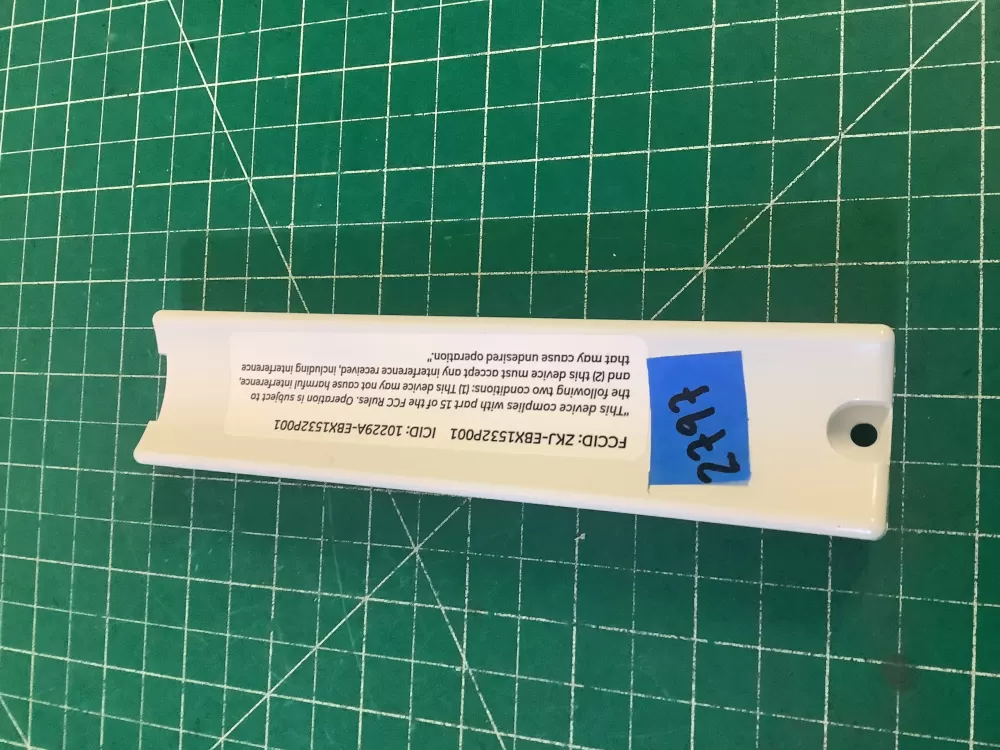 FCCID: ZKJ-EBX1532P001 ICID: 10229A-EBX1532P001
"This device complies with part 15 of the FCC Rules. Operation is subject to
the following two conditions: (1) This device may not cause harmful interference,
and (2) this device must accept any interference received, including interference
that may cause undesired operation."
2797